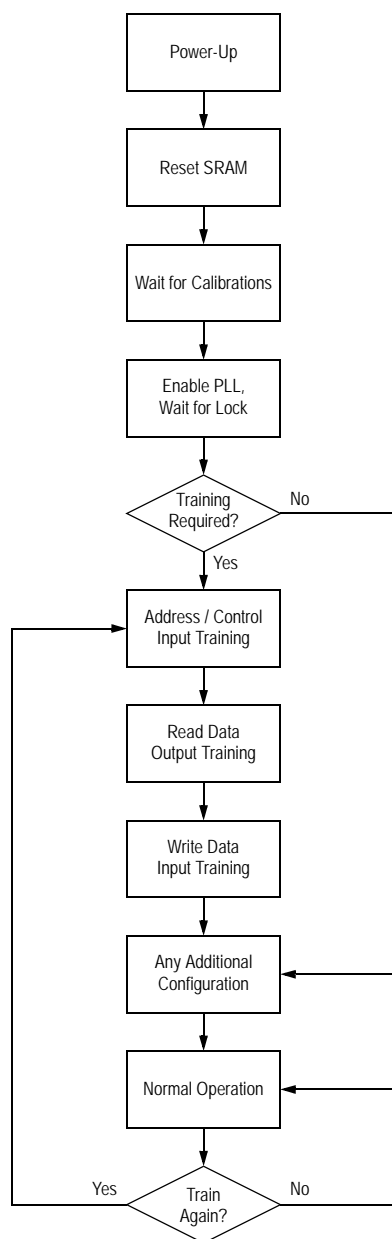 Power-Up
Reset SRAM
Wait for Calibrations
Enable PLL,
Wait for Lock
Training
Required?
No
Yes
Address / Control
Input Training
Read Data
Output Training
Write Data
Input Training
Any Additional
Configuration
Normal Operation
Yes
Train
Again?
No